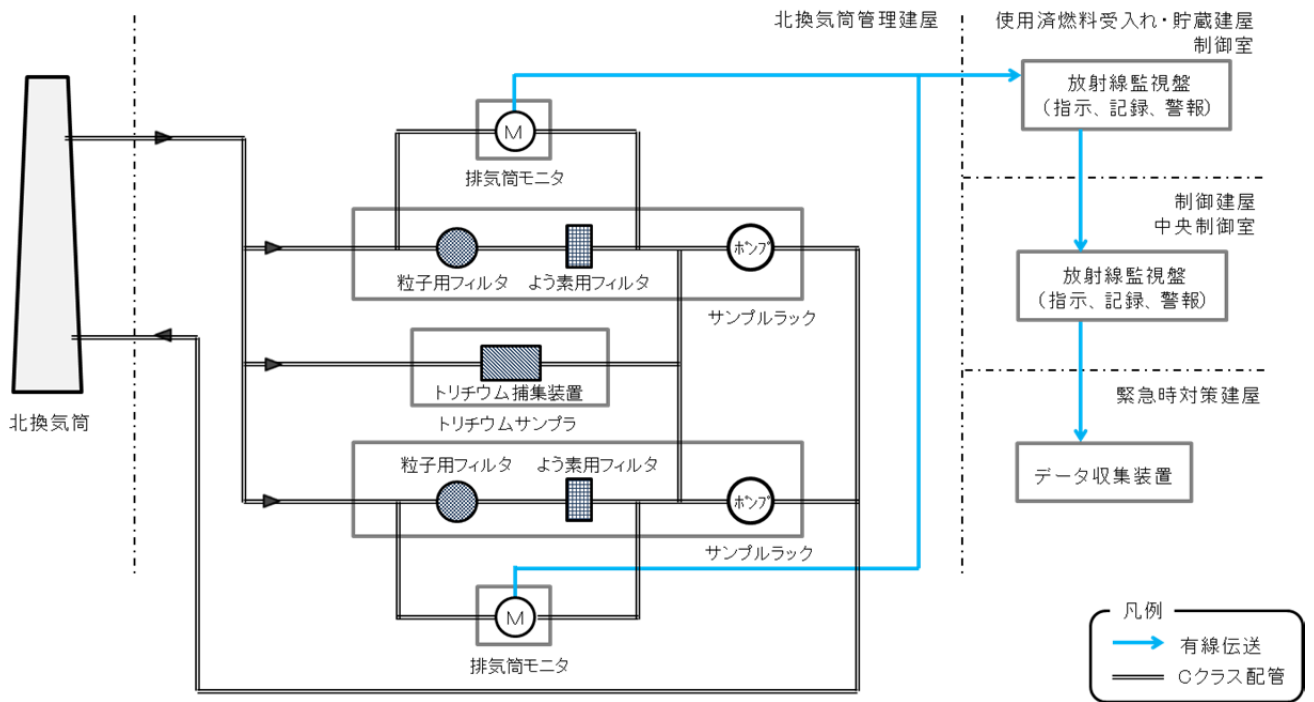 北換気筒管理建屋
使用済燃料受入れ・貯蔵建屋
制御室
放射線監視盤
(指示、記録、警報)
M
排気筒モニタ
制御建屋
中央制御室
ポンプ
粒子用フィルタ
よう素用フィルタ
サンプルラック
放射線監視盤
(指示、記録、警報)
トリチウム捕集装置
トリチウムサンプラ
北換気筒
緊急時対策建屋
粒子用フィルタ
よう素用フィルタ
ポンプ
データ収集装置
サンプルラック
M
排気筒モニタ
凡例
有線伝送
Cクラス配管